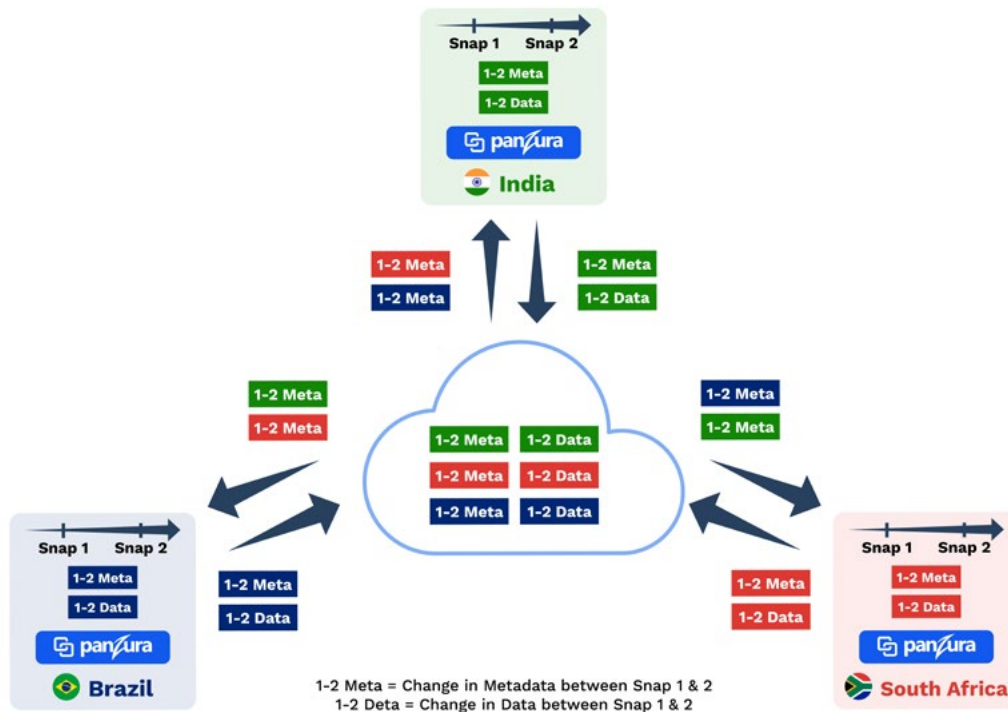 Snap 1 Snap 2
1-2 Meta
1-2 Data
panzura
India
1-2 Meta
1-2 Meta
1-2 Meta
1-2 Data
1-2 Meta
1-2 Meta
1-2 Meta
1-2 Meta
1-2 Meta 1-2 Data
1-2 Meta 1-2 Data
1-2 Meta 1-2 Data
Snap 1 Snap 2
1-2 Meta
1-2 Data
panzura
Brazil
1-2 Meta
1-2 Data
1-2 Meta
1-2 Data
Snap 1 Snap 2
1-2 Meta
1-2 Data
panzura
South Africa
1-2 Meta = Change in Metadata between Snap 1 & 2
1-2 Deta = Change in Data between Snap 1 & 2